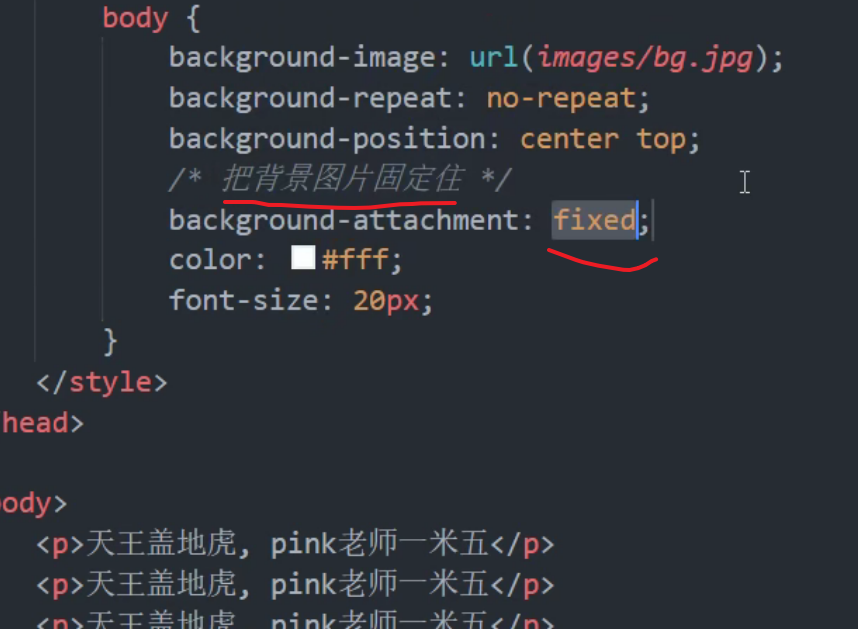 body {
background-image: url(images/bg.jpg);
background-repeat: no-repeat;
background-position: center top;
/* 把背景图片固定住 */
background-attachment: fixed;
color: #fff;
font-size: 20px;
}
</style>
head>
ody>
<p>天王盖地虎, pink老师一米五</p>
<p>天王盖地虎, pink老师一米五</p>
<p>天王盖地虎, pink老师一米五</p>